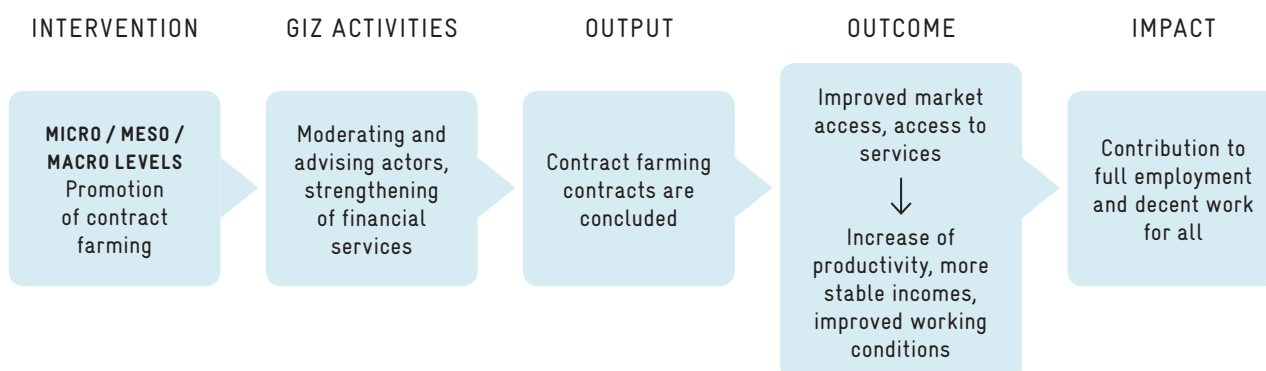 INTERVENTION
MICRO / MESO /
MACRO LEVELS
Promotion
of contract
farming
GIZ ACTIVITIES
Moderating and
advising actors,
strengthening
of financial
services
OUTPUT
Contract farming
contracts are
concluded
OUTCOME
Improved market
access, access to
services
Increase of
productivity, more
stable incomes,
improved working
conditions
IMPACT
Contribution to
full employment
and decent work
for all